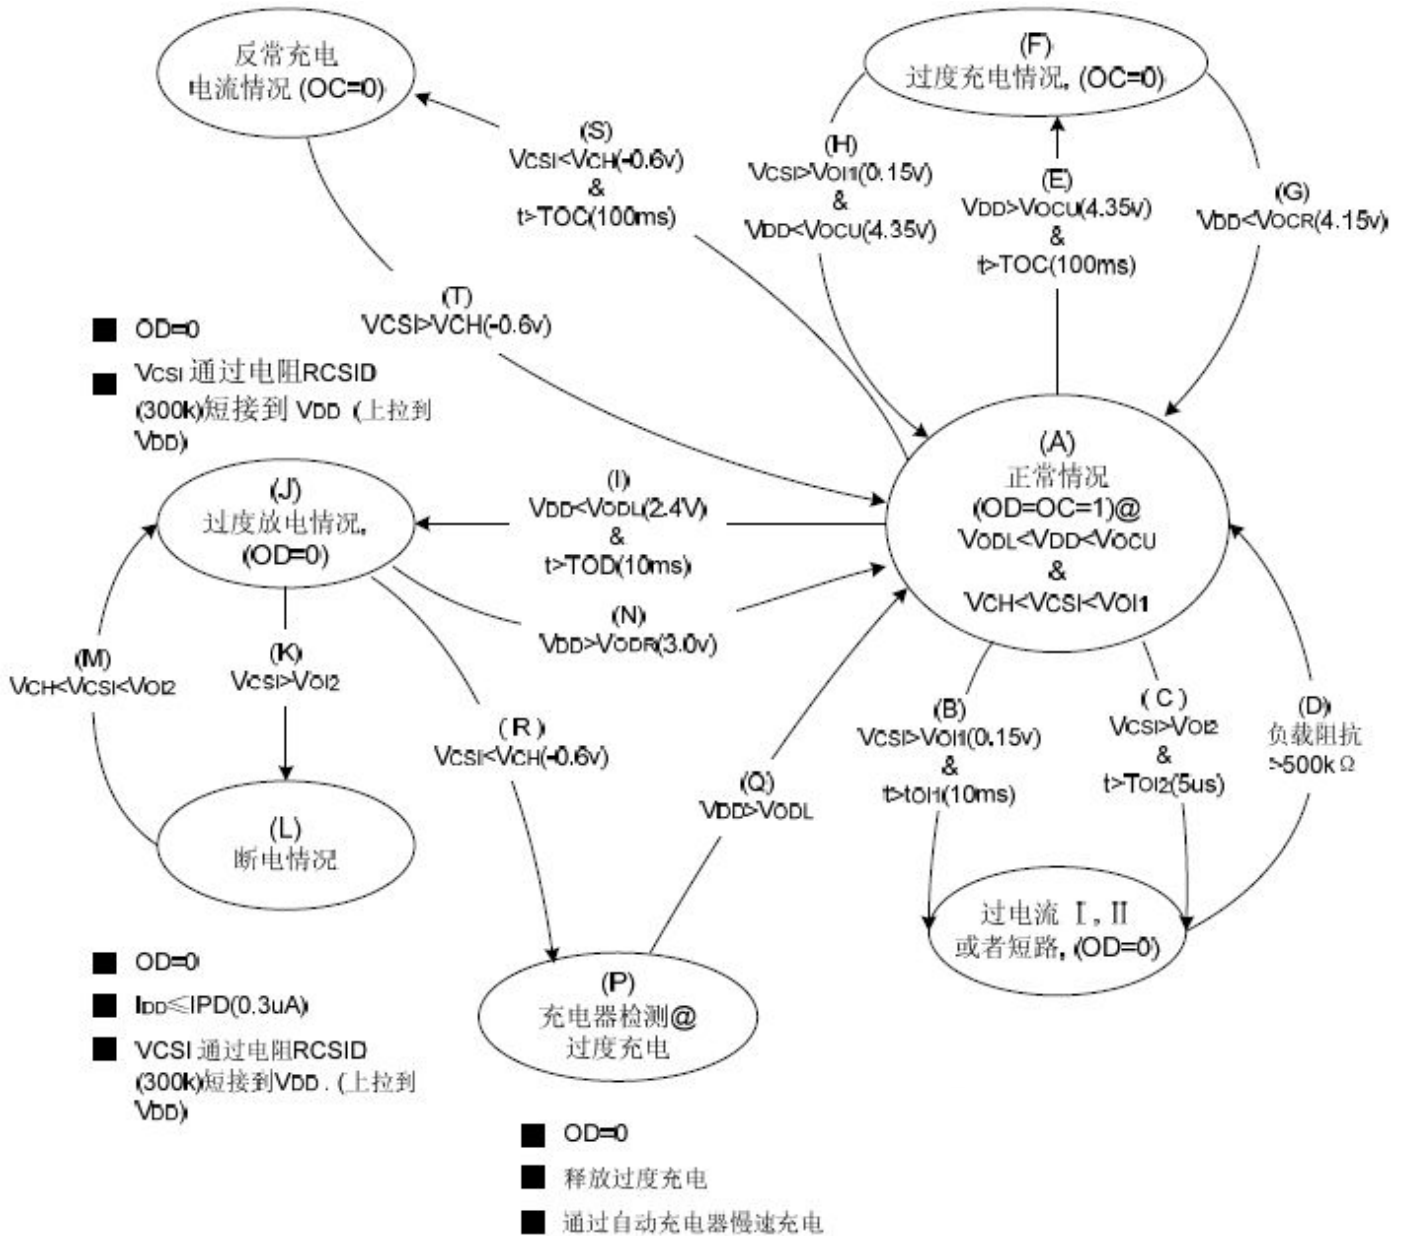 反常充电
电流情况 (OC=0)
(F)
过度充电情况, (OC=0)
(S)
VCSI<VCH(-0.6v)
&
t>TOC(100ms)
(H)
VCSI>VOI1(0.15v)
&
VDD<VOCU(4.35v)
(E)
VDD>VOCU(4.35v)
&
t>TOC(100ms)
(G)
VDD<VOCR(4.15v)
(T)
VCSI>VCH(-0.6v)
■ OD=0
■ VCSI 通过电阻RCSID
(300k)短接到 VDD (上拉到
VDD)
(A)
正常情况
(OD=OC=1)@
VODL<VDD<VOCU
&
VCH<VCSI<VOI1
(J)
过度放电情况,
(OD=0)
(I)
VDD<VODL(2.4V)
&
t>TOD(10ms)
(N)
VDD>VODR(3.0v)
(M)
VCH<VCSI<VOI2
(K)
VCSI>VOI2
(R)
VCSI<VCH(-0.6v)
(Q)
VDD>VODL
(B)
VCSI>VOI1(0.15v)
&
t>tOI1(10ms)
(C)
VCSI>VOI2
&
t>TOI2(5us)
(D)
负载阻抗
>500kΩ
(L)
断电情况
过电流 Ⅰ, Ⅱ
或者短路, (OD=0)
■ OD=0
■ IDD≤IPD(0.3uA)
■ VCSI 通过电阻RCSID
(300k)短接到VDD . (上拉到
VDD)
(P)
充电器检测@
过度充电
■ OD=0
■ 释放过度充电
■ 通过自动充电器慢速充电